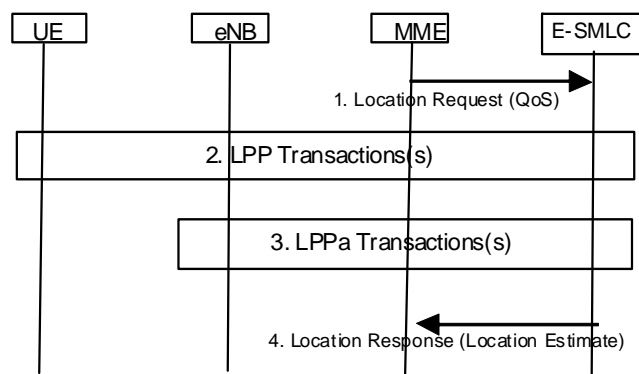 UE eNB MME E-SMLC
1. Location Request (QoS)
2. LPP Transactions(s)
3. LPPa Transactions(s)
4. Location Response (Location Estimate)